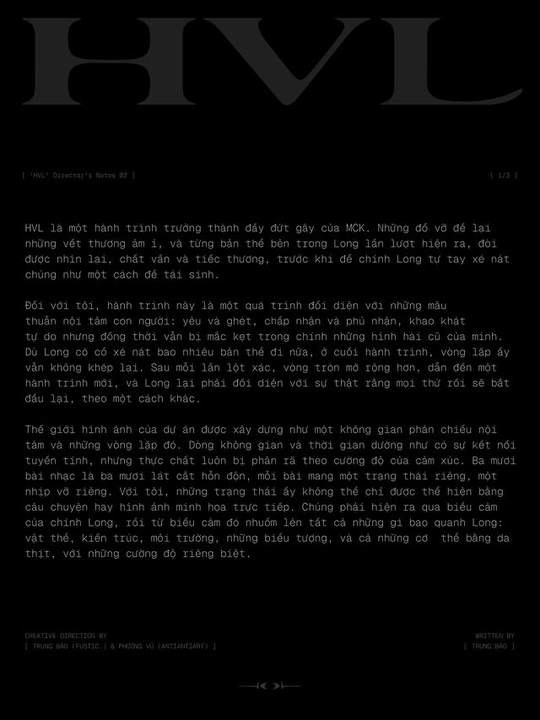 HVL
[ 'HVL' Director's Notes 02 ]
( 1/3 )
HVL là một hành trình trưởng thành đầy đứt gãy của MCK. Những đổ vỡ để lại
những vết thương âm ỉ, và từng bản thể bên trong Long lần lượt hiện ra, đòi
được nhìn lại, chất vấn và tiếc thương, trước khi để chính Long tự tay xé nát
chúng như một cách để tái sinh.
Đối với tôi, hành trình này là một quá trình đối diện với những mâu
thuẫn nội tâm con người: yêu và ghét, chấp nhận và phủ nhận, khao khát
tự do nhưng đồng thời vẫn bị mắc kẹt trong chính những hình hài cũ của mình.
Dù Long có cố xé nát bao nhiêu bản thể đi nữa, ở cuối hành trình, vòng lặp ấy
vẫn không khép lại. Sau mỗi lần lột xác, vòng tròn mở rộng hơn, dẫn đến một
hành trình mới, và Long lại phải đối diện với sự thật rằng mọi thứ rồi sẽ bắt
đầu lại, theo một cách khác.
Thế giới hình ảnh của dự án được xây dựng như một không gian phản chiếu nội
tâm và những vòng lặp đó. Dòng không gian và thời gian dường như có sự kết nối
tuyến tính, nhưng thực chất luôn bị phân rã theo cường độ của cảm xúc. Ba mươi
bài nhạc là ba mươi lát cắt hỗn độn, mỗi bài mang một trạng thái riêng, một
nhịp vỡ riêng. Với tôi, những trạng thái ấy không thể chỉ được thể hiện bằng
câu chuyện hay hình ảnh minh họa trực tiếp. Chúng phải hiện ra qua biểu cảm
của chính Long, rồi từ biểu cảm đó nhuốm lên tất cả những gì bao quanh Long:
vật thể, kiến trúc, môi trường, những biểu tượng, và cả những cơ thể bằng da
thịt, với những cường độ riêng biệt.
CREATIVE DIRECTION BY
[ TRUNG BẢO (FUSTIC.) & PHƯƠNG VŨ (ANTIANTIART) ]
WRITTEN BY
[ TRUNG BẢO ]